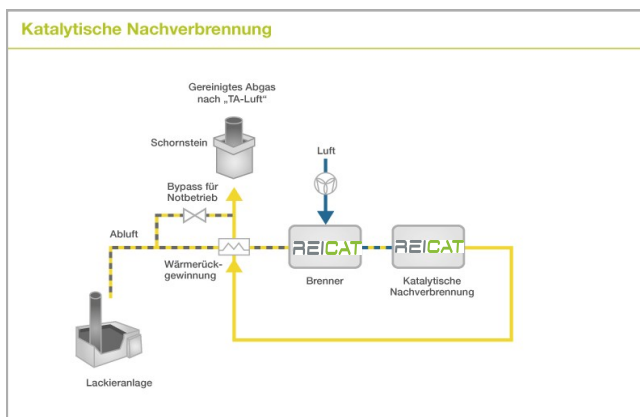 Katalytische Nachverbrennung
Gereinigtes Abgas
nach „TA-Luft“
Schornstein
Luft
Bypass für
Notbetrieb
Abluft
REICAT
REICAT
Wärmerück-
gewinnung
Brenner
Katalytische
Nachverbrennung
Lackieranlage